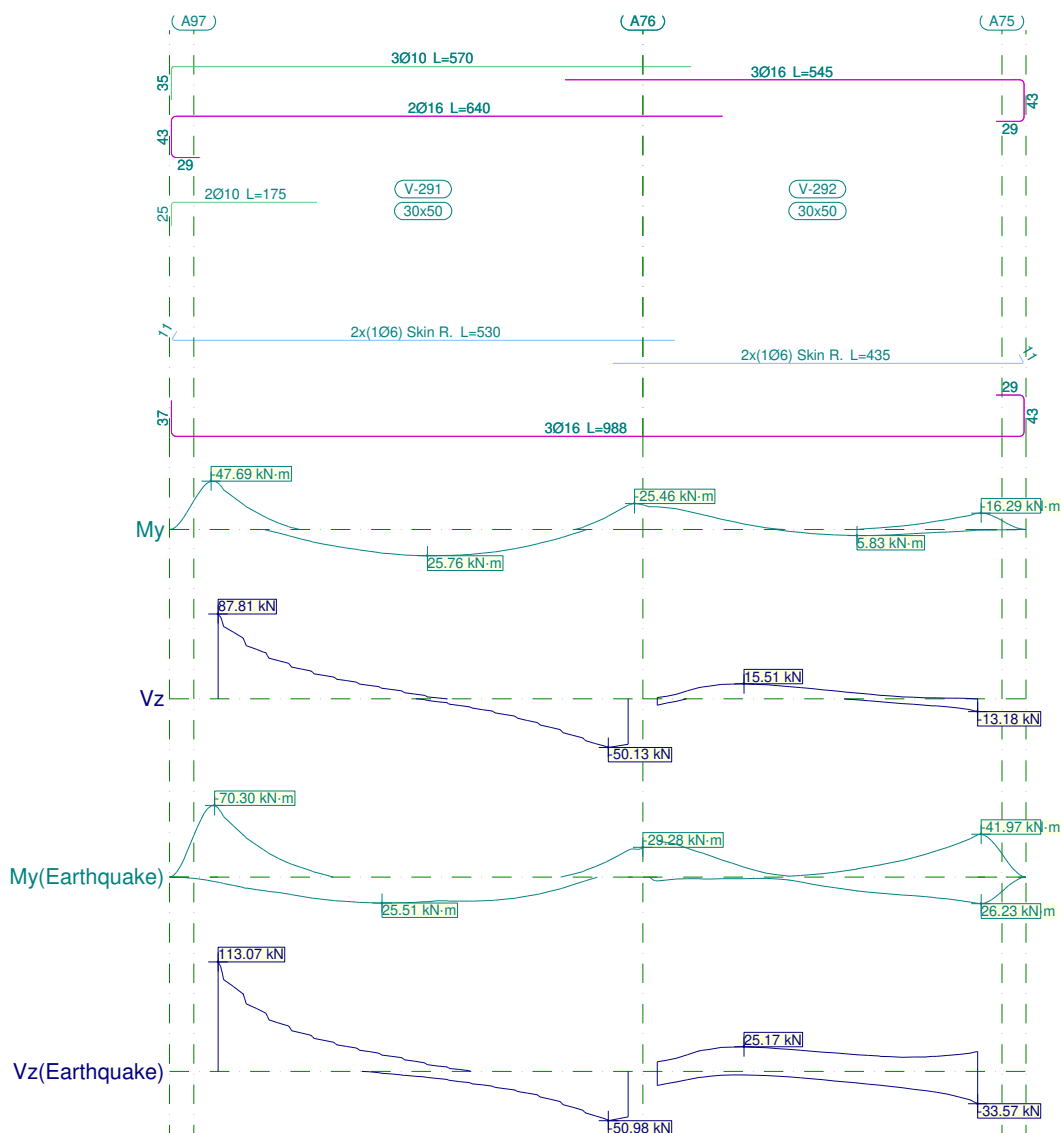 A97
A76
A75
3Ø10 L=570
35
3Ø16 L=545
43
29
2Ø16 L=640
43
29
2Ø10 L=175
25
V-291
30x50
V-292
30x50
11
2x(1Ø6) Skin R. L=530
2x(1Ø6) Skin R. L=435
11
29
43
37
3Ø16 L=988
My
-47.69 kN·m
-25.46 kN·m
-16.29 kN·m
25.76 kN·m
5.83 kN·m
Vz
87.81 kN
15.51 kN
-13.18 kN
-50.13 kN
My(Earthquake)
-70.30 kN·m
-29.28 kN·m
-41.97 kN·m
25.51 kN·m
26.23 kN·m
Vz(Earthquake)
113.07 kN
25.17 kN
-33.57 kN
-50.98 kN